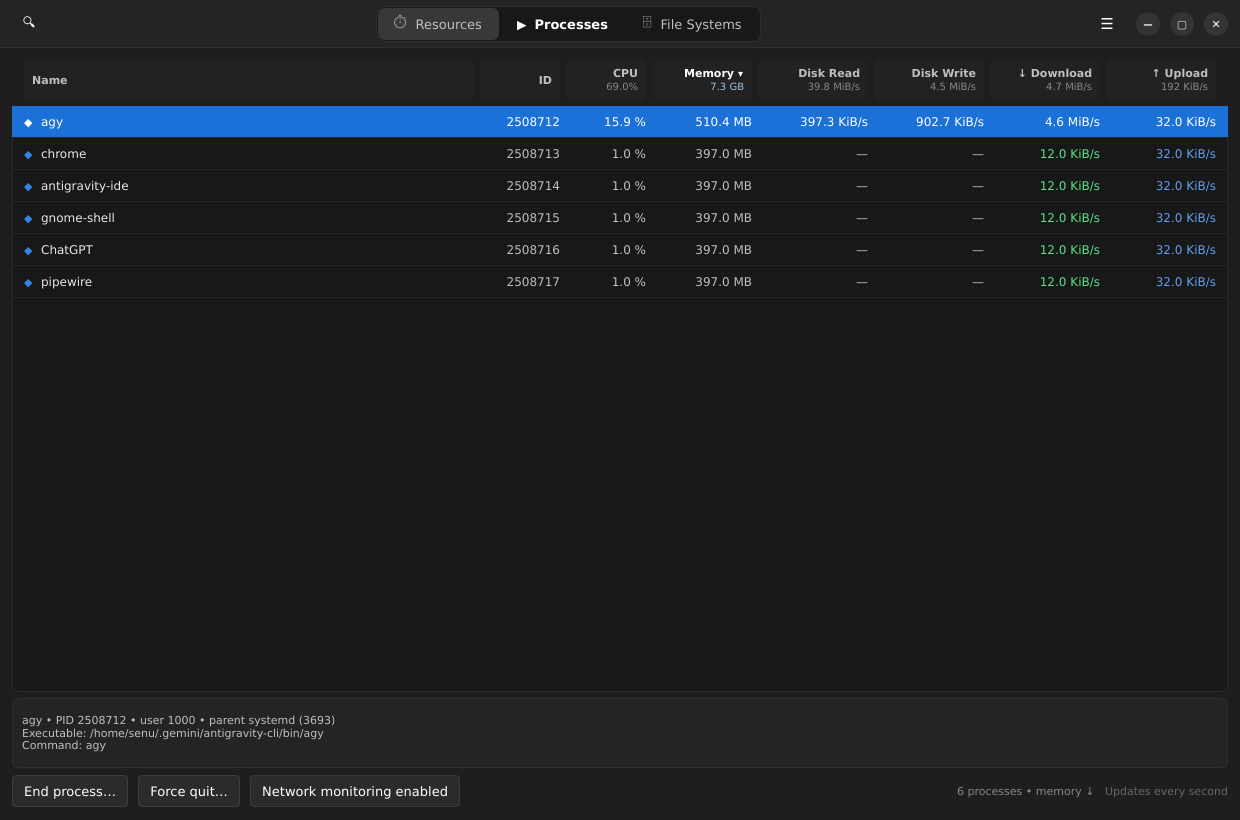 Resources Processes File Systems
Name ID CPU Memory ▾ Disk Read Disk Write ↓ Download ↑ Upload
69.0% 7.3 GB 39.8 MiB/s 4.5 MiB/s 4.7 MiB/s 192 KiB/s
agy 2508712 15.9 % 510.4 MB 397.3 KiB/s 902.7 KiB/s 4.6 MiB/s 32.0 KiB/s
chrome 2508713 1.0 % 397.0 MB — — 12.0 KiB/s 32.0 KiB/s
antigravity-ide 2508714 1.0 % 397.0 MB — — 12.0 KiB/s 32.0 KiB/s
gnome-shell 2508715 1.0 % 397.0 MB — — 12.0 KiB/s 32.0 KiB/s
ChatGPT 2508716 1.0 % 397.0 MB — — 12.0 KiB/s 32.0 KiB/s
pipewire 2508717 1.0 % 397.0 MB — — 12.0 KiB/s 32.0 KiB/s
agy • PID 2508712 • user 1000 • parent systemd (3693)
Executable: /home/senu/.gemini/antigravity-cli/bin/agy
Command: agy
End process... Force quit... Network monitoring enabled 6 processes • memory ↓ Updates every second